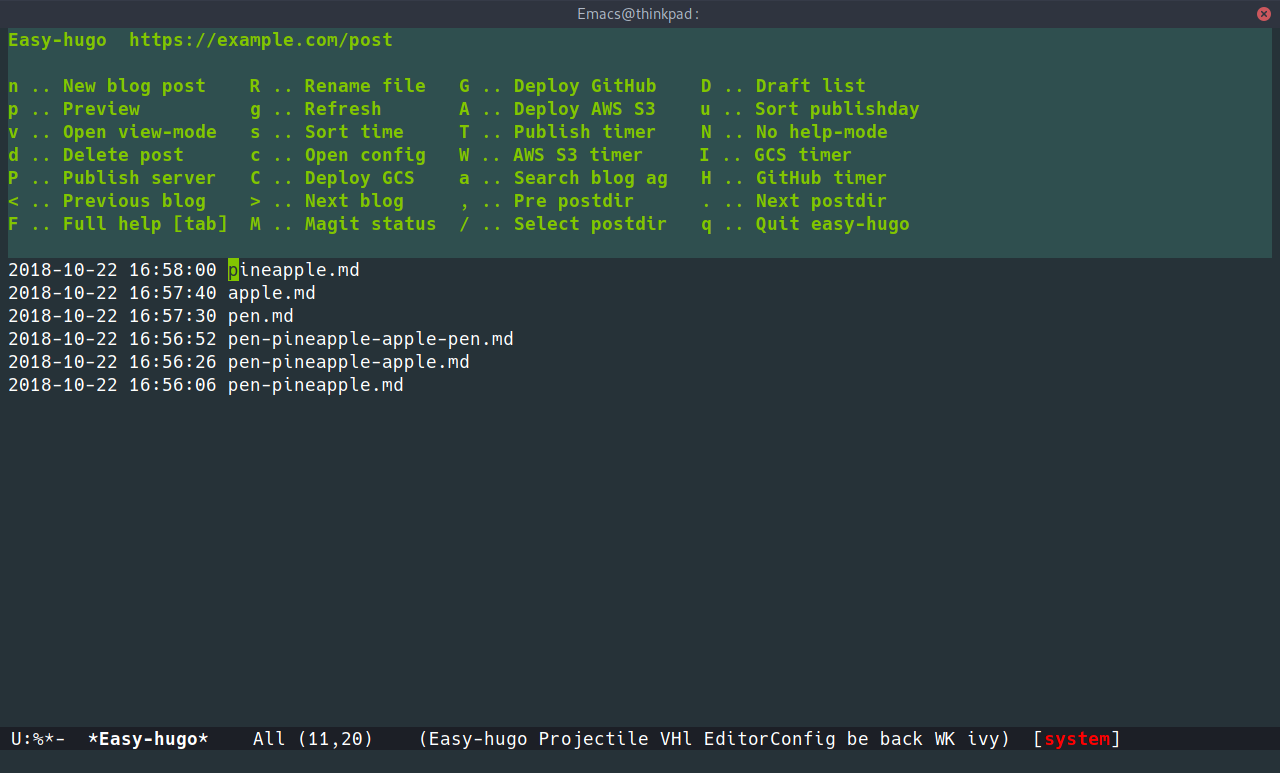 Emacs@thinkpad:
Easy-hugo  https://example.com/post
n .. New blog post    R .. Rename file   G .. Deploy GitHub    D .. Draft list
p .. Preview          g .. Refresh       A .. Deploy AWS S3    u .. Sort publishday
v .. Open view-mode   s .. Sort time     T .. Publish timer    N .. No help-mode
d .. Delete post      c .. Open config   W .. AWS S3 timer     I .. GCS timer
P .. Publish server   C .. Deploy GCS    a .. Search blog ag   H .. GitHub timer
< .. Previous blog    > .. Next blog     , .. Pre postdir      . .. Next postdir
F .. Full help [tab]  M .. Magit status  / .. Select postdir   q .. Quit easy-hugo
2018-10-22 16:58:00 pineapple.md
2018-10-22 16:57:40 apple.md
2018-10-22 16:57:30 pen.md
2018-10-22 16:56:52 pen-pineapple-apple-pen.md
2018-10-22 16:56:26 pen-pineapple-apple.md
2018-10-22 16:56:06 pen-pineapple.md
U:%*-  *Easy-hugo*    All (11,20)    (Easy-hugo Projectile VHl EditorConfig be back WK ivy)  [system]